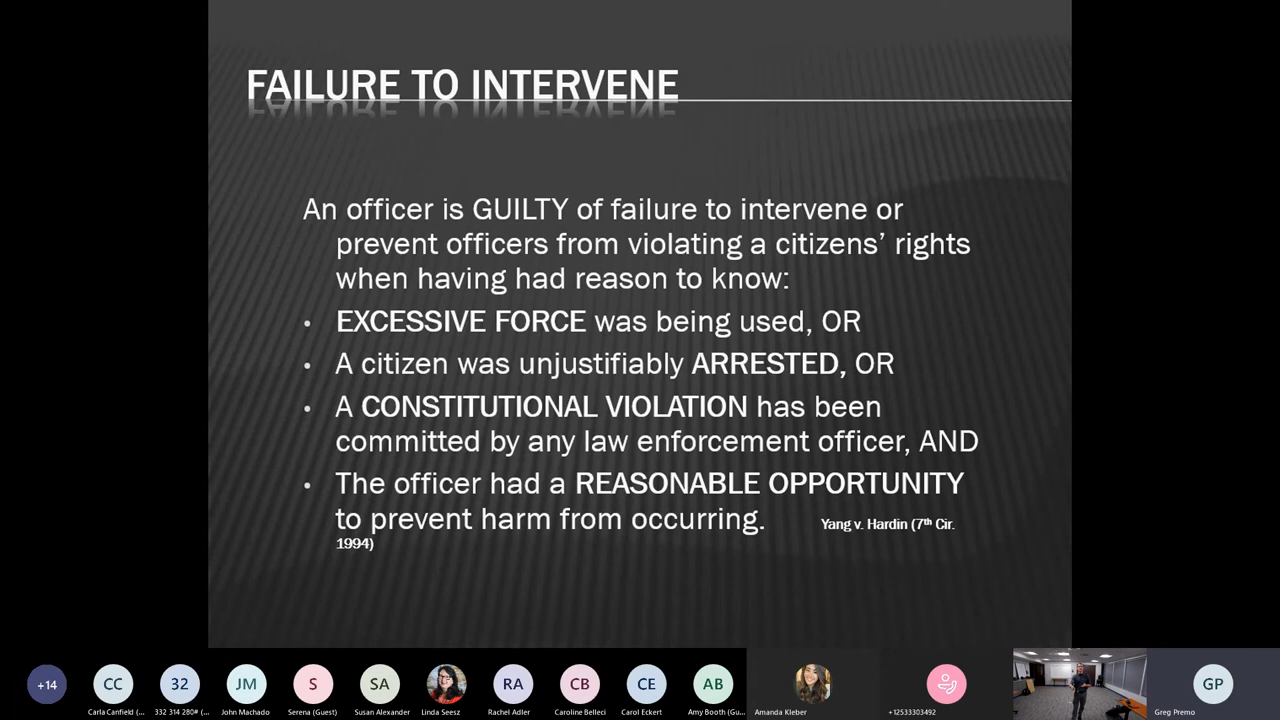 FAILURE TO INTERVENE
An officer is GUILTY of failure to intervene or
prevent officers from violating a citizens’ rights
when having had reason to know:
• EXCESSIVE FORCE was being used, OR
• A citizen was unjustifiably ARRESTED, OR
• A CONSTITUTIONAL VIOLATION has been
committed by any law enforcement officer, AND
• The officer had a REASONABLE OPPORTUNITY
to prevent harm from occurring. Yang v. Hardin (7th Cir.
1994)
+14 CC 32 JM S SA RA CB CE AB GP
Carla Canfield (... 332 314 280# (... John Machado Serena (Guest) Susan Alexander Linda Seesz Rachel Adler Caroline Belleci Carol Eckert Amy Booth (Gu... Amanda Kleber +12533303492 Greg Premo